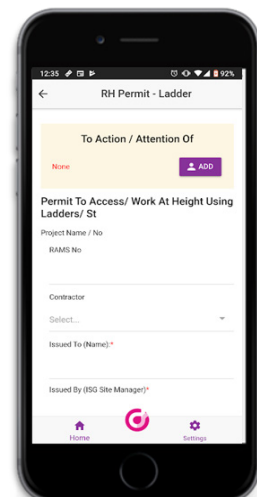 12:35 92%
RH Permit - Ladder
To Action / Attention Of
None ADD
Permit To Access/ Work At Height Using
Ladders/ St
Project Name / No
RAMS No
Contractor
Select...
Issued To (Name):*
Issued By (ISG Site Manager)*
Home Settings